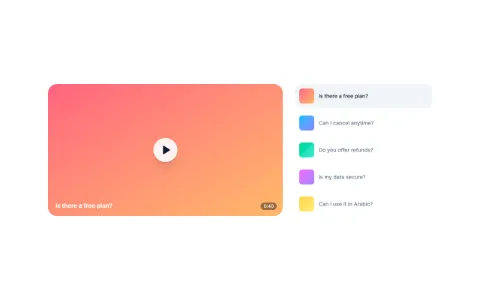 Is there a free plan?
0:40
Is there a free plan?
Can I cancel anytime?
Do you offer refunds?
Is my data secure?
Can I use it in Arabic?